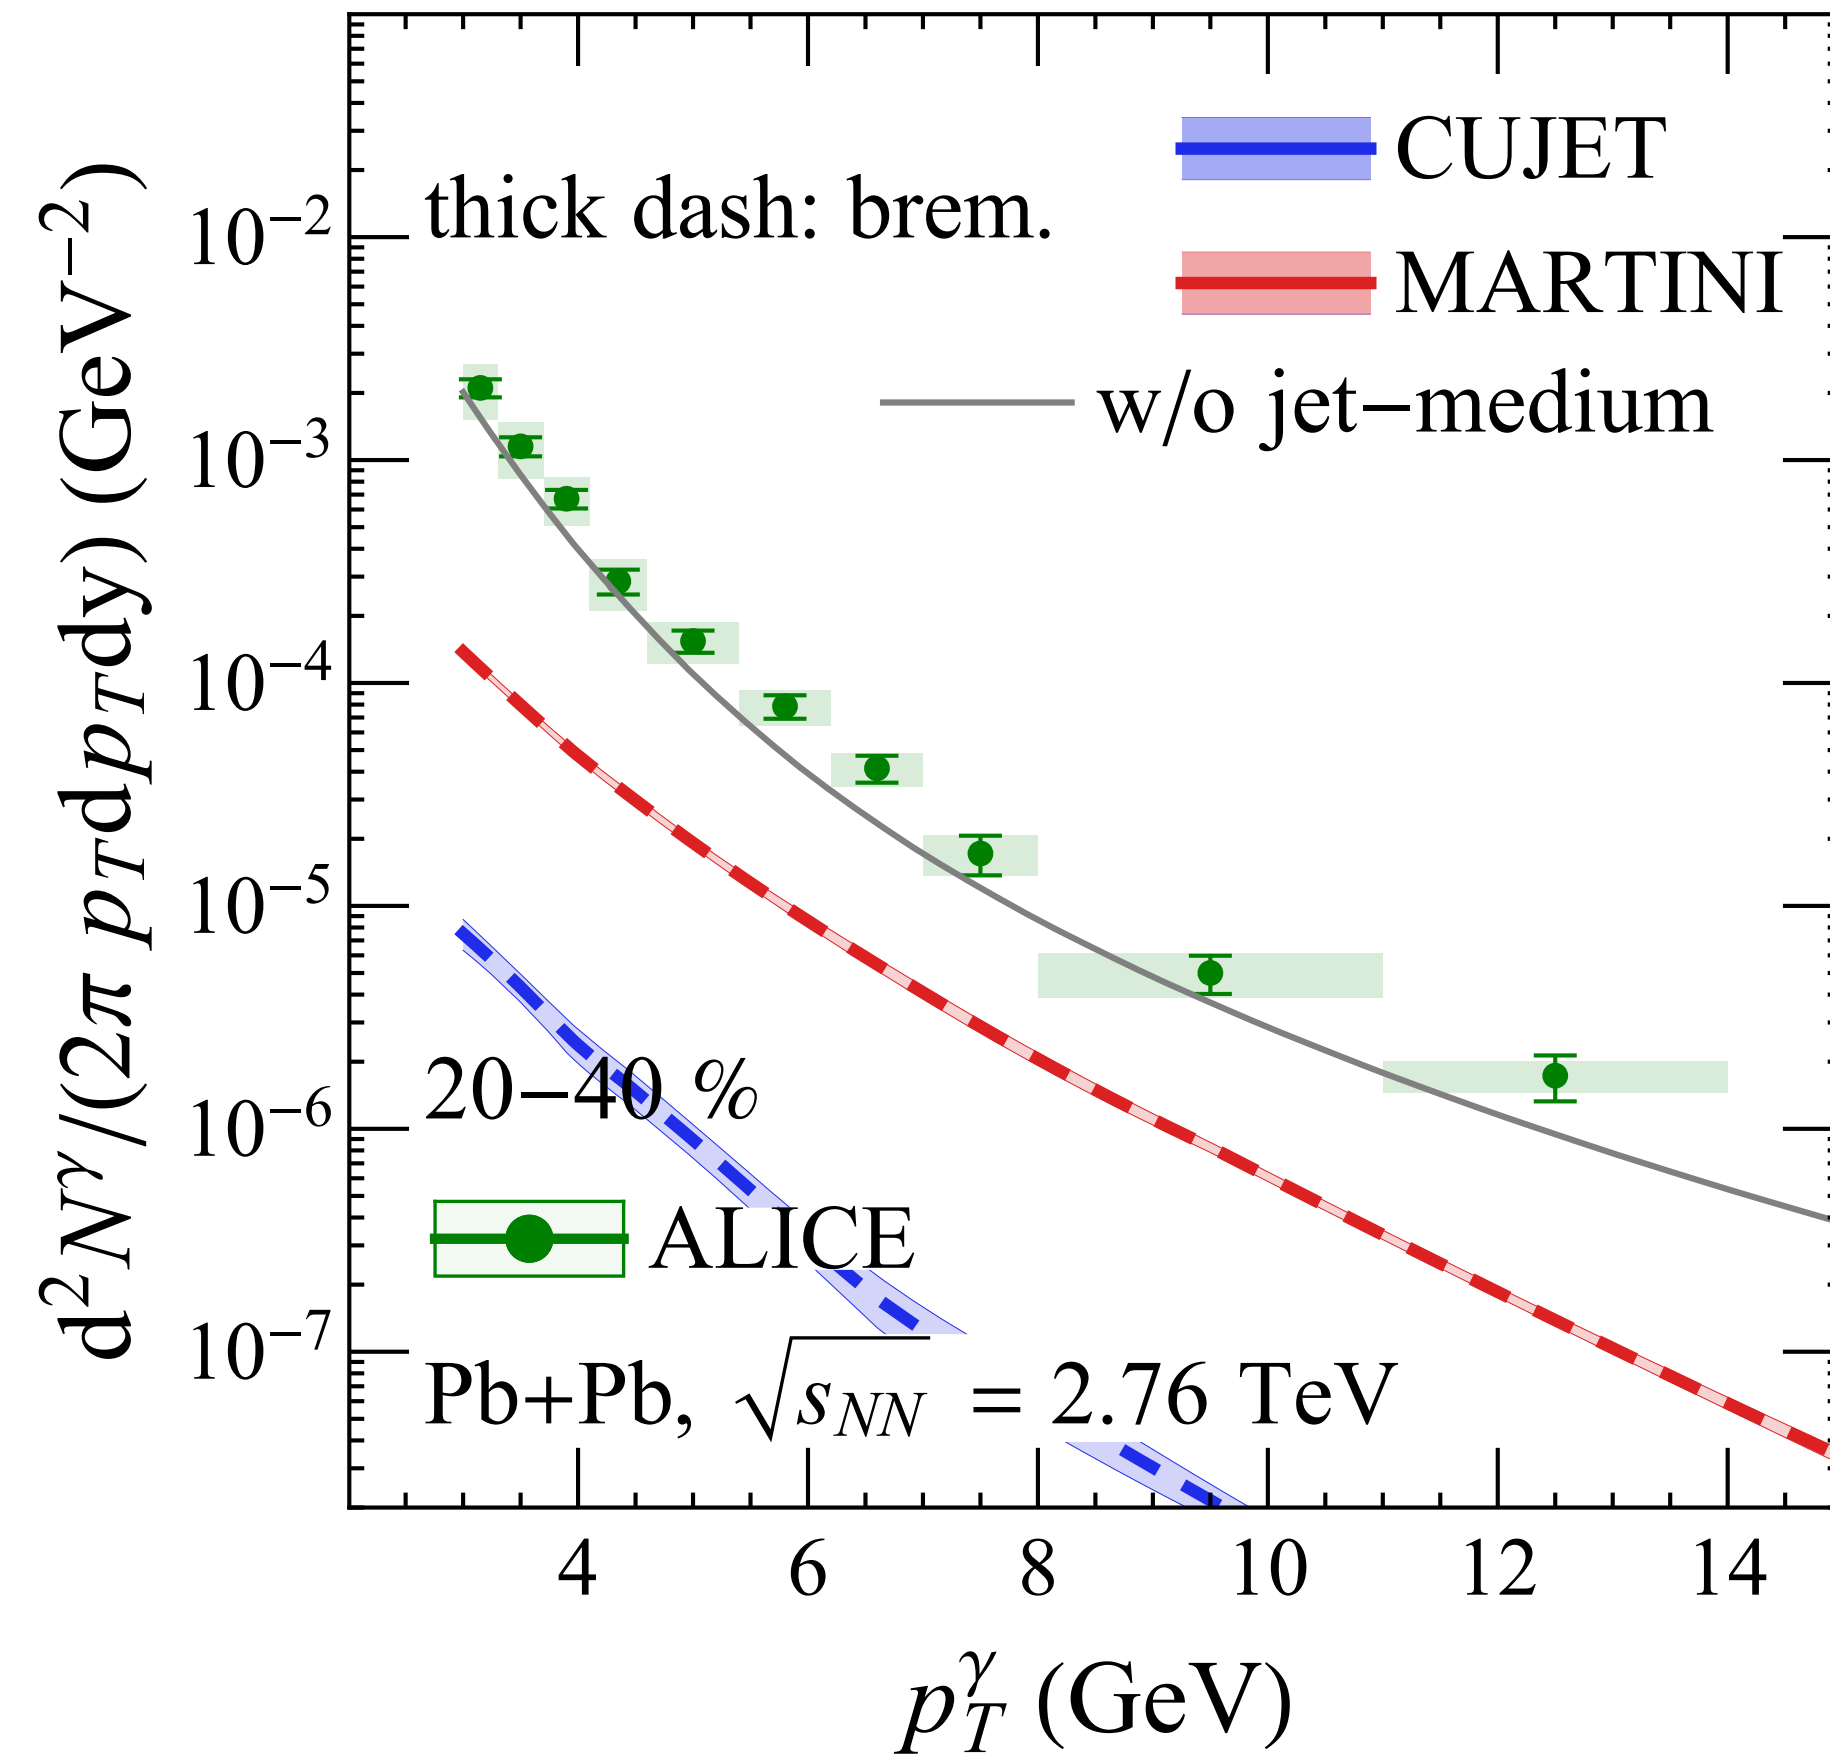 CUJET
thick dash: brem.
MARTINI
w/o jet−medium
d²Nᵞ/(2π p_T dp_T dy) (GeV⁻²)
10⁻²
10⁻³
10⁻⁴
10⁻⁵
10⁻⁶
10⁻⁷
20−40 %
ALICE
Pb+Pb, √s_NN = 2.76 TeV
4 6 8 10 12 14
p_T^γ (GeV)